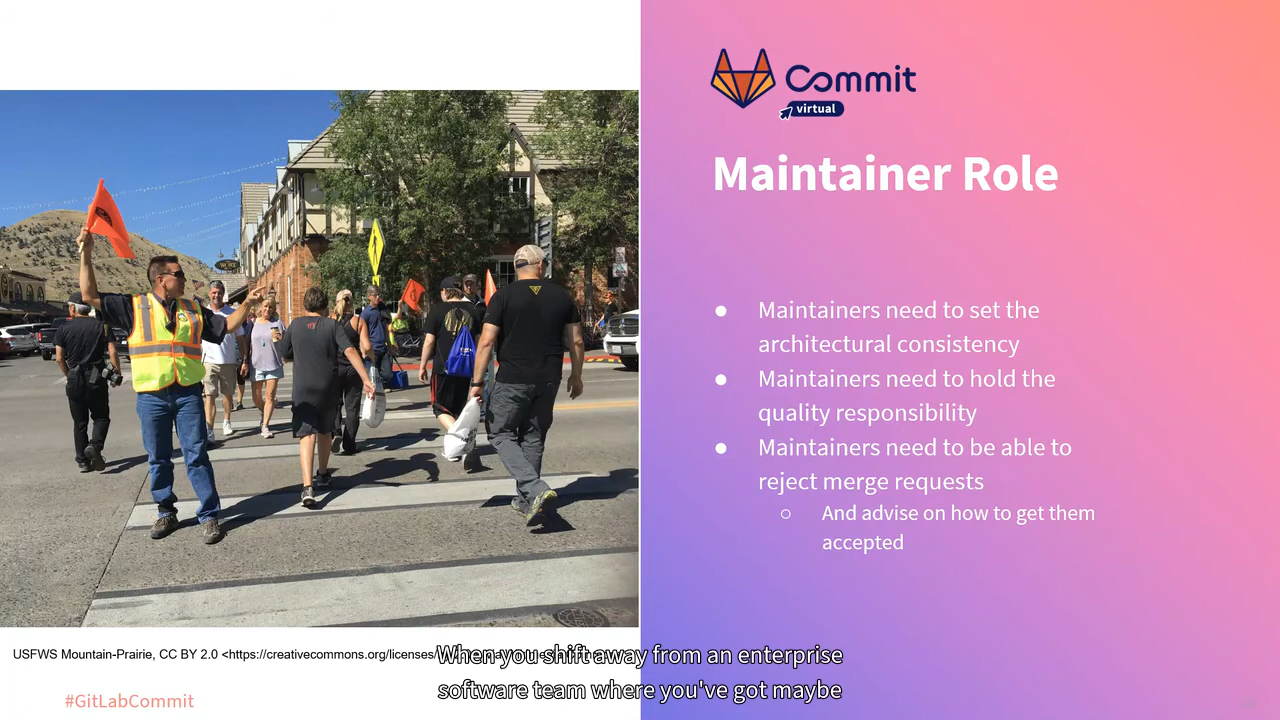 Commit
virtual
Maintainer Role
● Maintainers need to set the
architectural consistency
● Maintainers need to hold the
quality responsibility
● Maintainers need to be able to
reject merge requests
○ And advise on how to get them
accepted
USFWS Mountain-Prairie, CC BY 2.0 <https://creativecommons.org/licenses/
When you shift away from an enterprise
software team where you've got maybe
#GitLabCommit